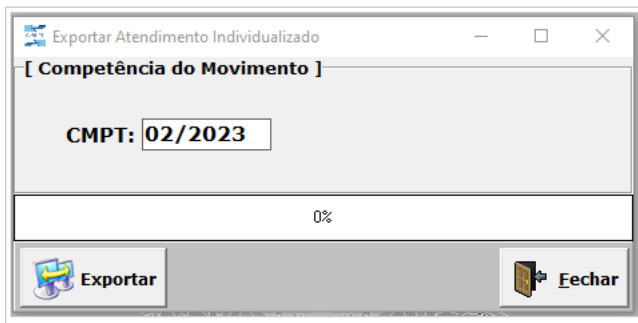 Exportar Atendimento Individualizado
[ Competência do Movimento ]
CMPT: 02/2023
0%
Exportar
Fechar